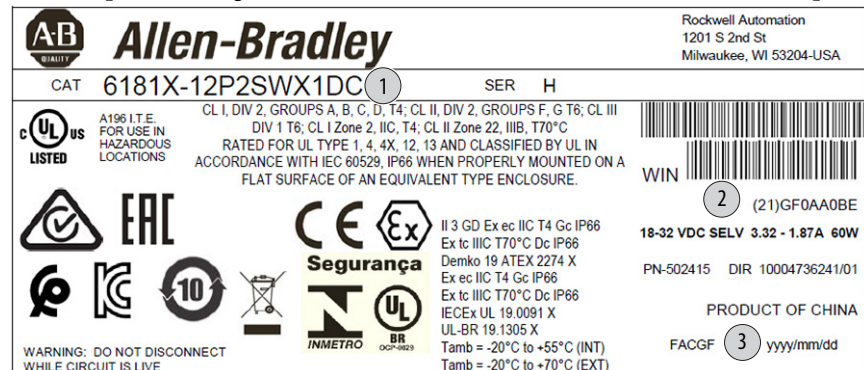 A·B
QUALITY
Allen-Bradley
Rockwell Automation
1201 S 2nd St
Milwaukee, WI 53204-USA
CAT 6181X-12P2SWX1DC 1 SER H
c UL us
LISTED
A196 I.T.E.
FOR USE IN
HAZARDOUS
LOCATIONS
CL I, DIV 2, GROUPS A, B, C, D, T4; CL II, DIV 2, GROUPS F, G T6; CL III
DIV 1 T6; CL I Zone 2, IIC, T4; CL II Zone 22, IIIB, T70°C
RATED FOR UL TYPE 1, 4, 4X, 12, 13 AND CLASSIFIED BY UL IN
ACCORDANCE WITH IEC 60529, IP66 WHEN PROPERLY MOUNTED ON A
FLAT SURFACE OF AN EQUIVALENT TYPE ENCLOSURE.
WIN
2
(21)GF0AA0BE
18-32 VDC SELV 3.32 - 1.87A 60W
PN-502415 DIR 10004736241/01
PRODUCT OF CHINA
FACGF 3 yyyy/mm/dd
EAC
CE
Ex
II 3 GD Ex ec IIC T4 Gc IP66
Ex tc IIIC T70°C Dc IP66
Demko 19 ATEX 2274 X
Ex ec IIC T4 Gc IP66
Ex tc IIIC T70°C Dc IP66
IECEx UL 19.0091 X
UL-BR 19.1305 X
Tamb = -20°C to +55°C (INT)
Tamb = -20°C to +70°C (EXT)
Segurança
INMETRO
UL
BR
OCP-0029
10
WARNING: DO NOT DISCONNECT
WHILE CIRCUIT IS LIVE